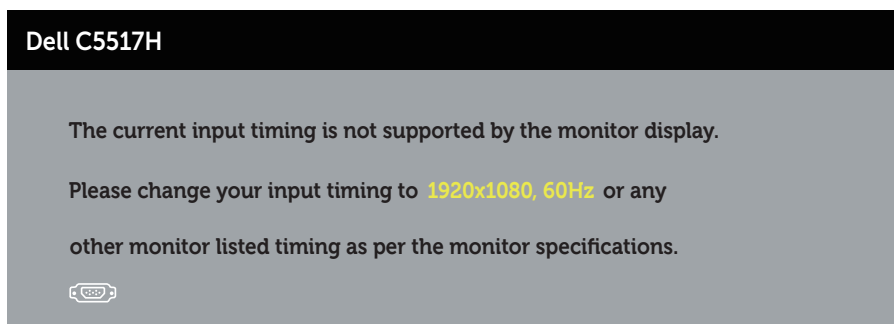 Dell C5517H
The current input timing is not supported by the monitor display.
Please change your input timing to 1920x1080, 60Hz or any
other monitor listed timing as per the monitor specifications.